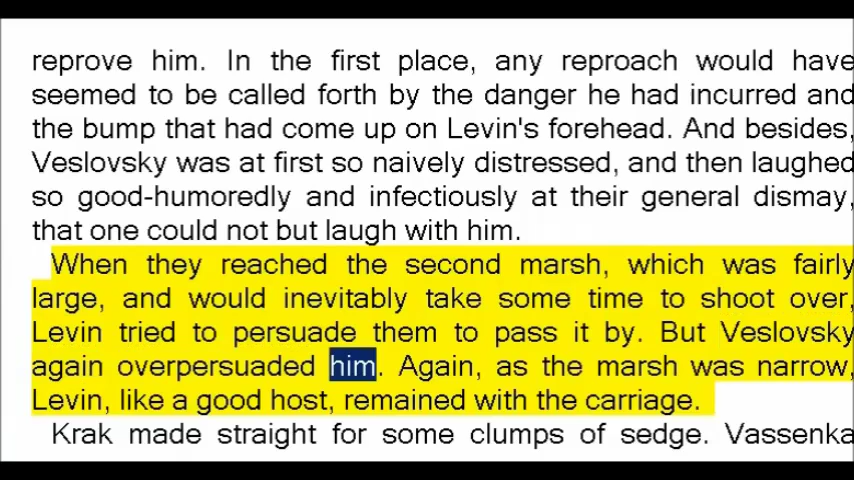 reprove him. In the first place, any reproach would have
seemed to be called forth by the danger he had incurred and
the bump that had come up on Levin's forehead. And besides,
Veslovsky was at first so naively distressed, and then laughed
so good-humoredly and infectiously at their general dismay,
that one could not but laugh with him.
When they reached the second marsh, which was fairly
large, and would inevitably take some time to shoot over,
Levin tried to persuade them to pass it by. But Veslovsky
again overpersuaded him. Again, as the marsh was narrow,
Levin, like a good host, remained with the carriage.
Krak made straight for some clumps of sedge. Vassenka